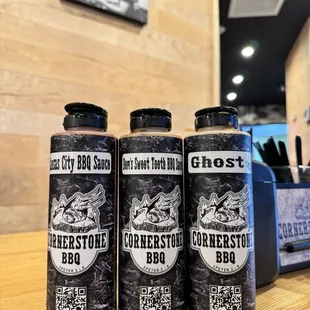 Kansas City BBQ Sauce
CORNERSTONE
BBQ
Sweet Tooth BBQ Sauce
CORNERSTONE
BBQ
Ghost
CORNERSTONE
BBQ